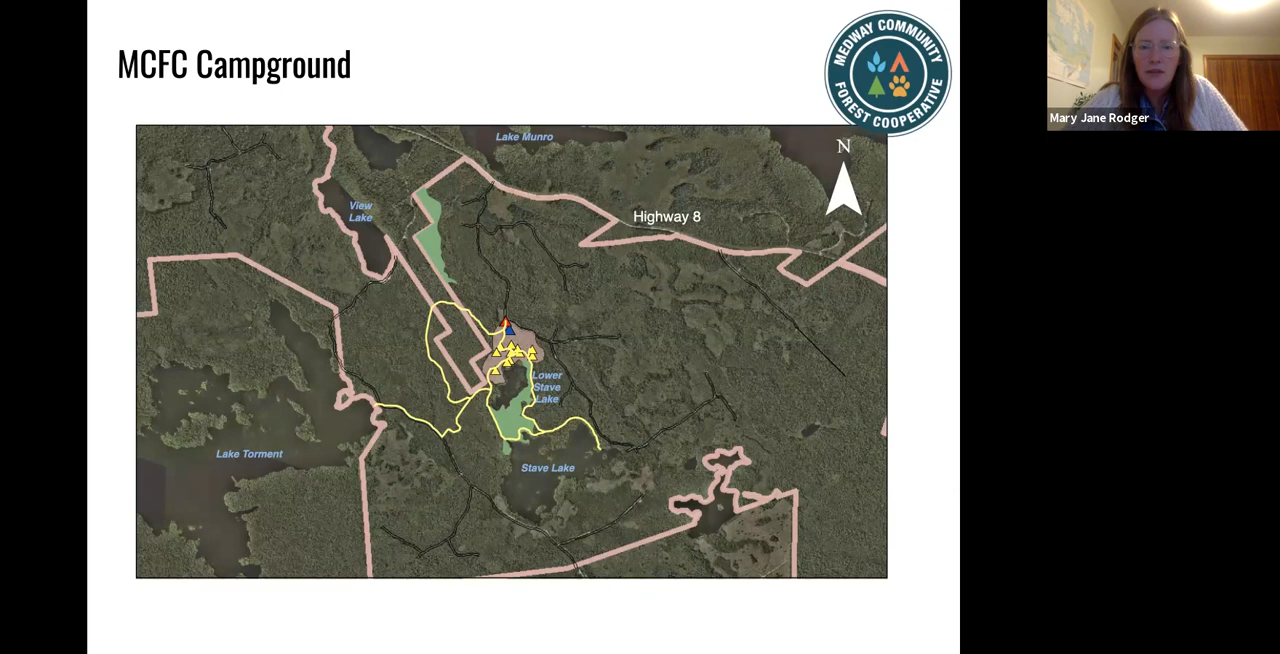 MCFC Campground
MEDWAY COMMUNITY
FOREST COOPERATIVE
Mary Jane Rodger
Lake Munro
N
View
Lake
Highway 8
Lower
Stave
Lake
Lake Torment
Stave Lake